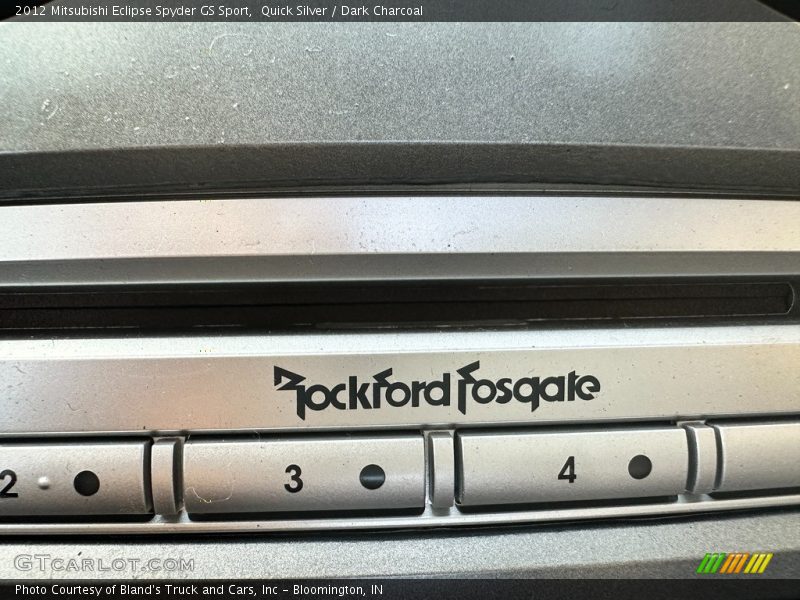 2012 Mitsubishi Eclipse Spyder GS Sport,  Quick Silver / Dark Charcoal
Rockford Fosgate
2 3 4
GTCARLOT.COM
Photo Courtesy of Bland's Truck and Cars, Inc – Bloomington, IN